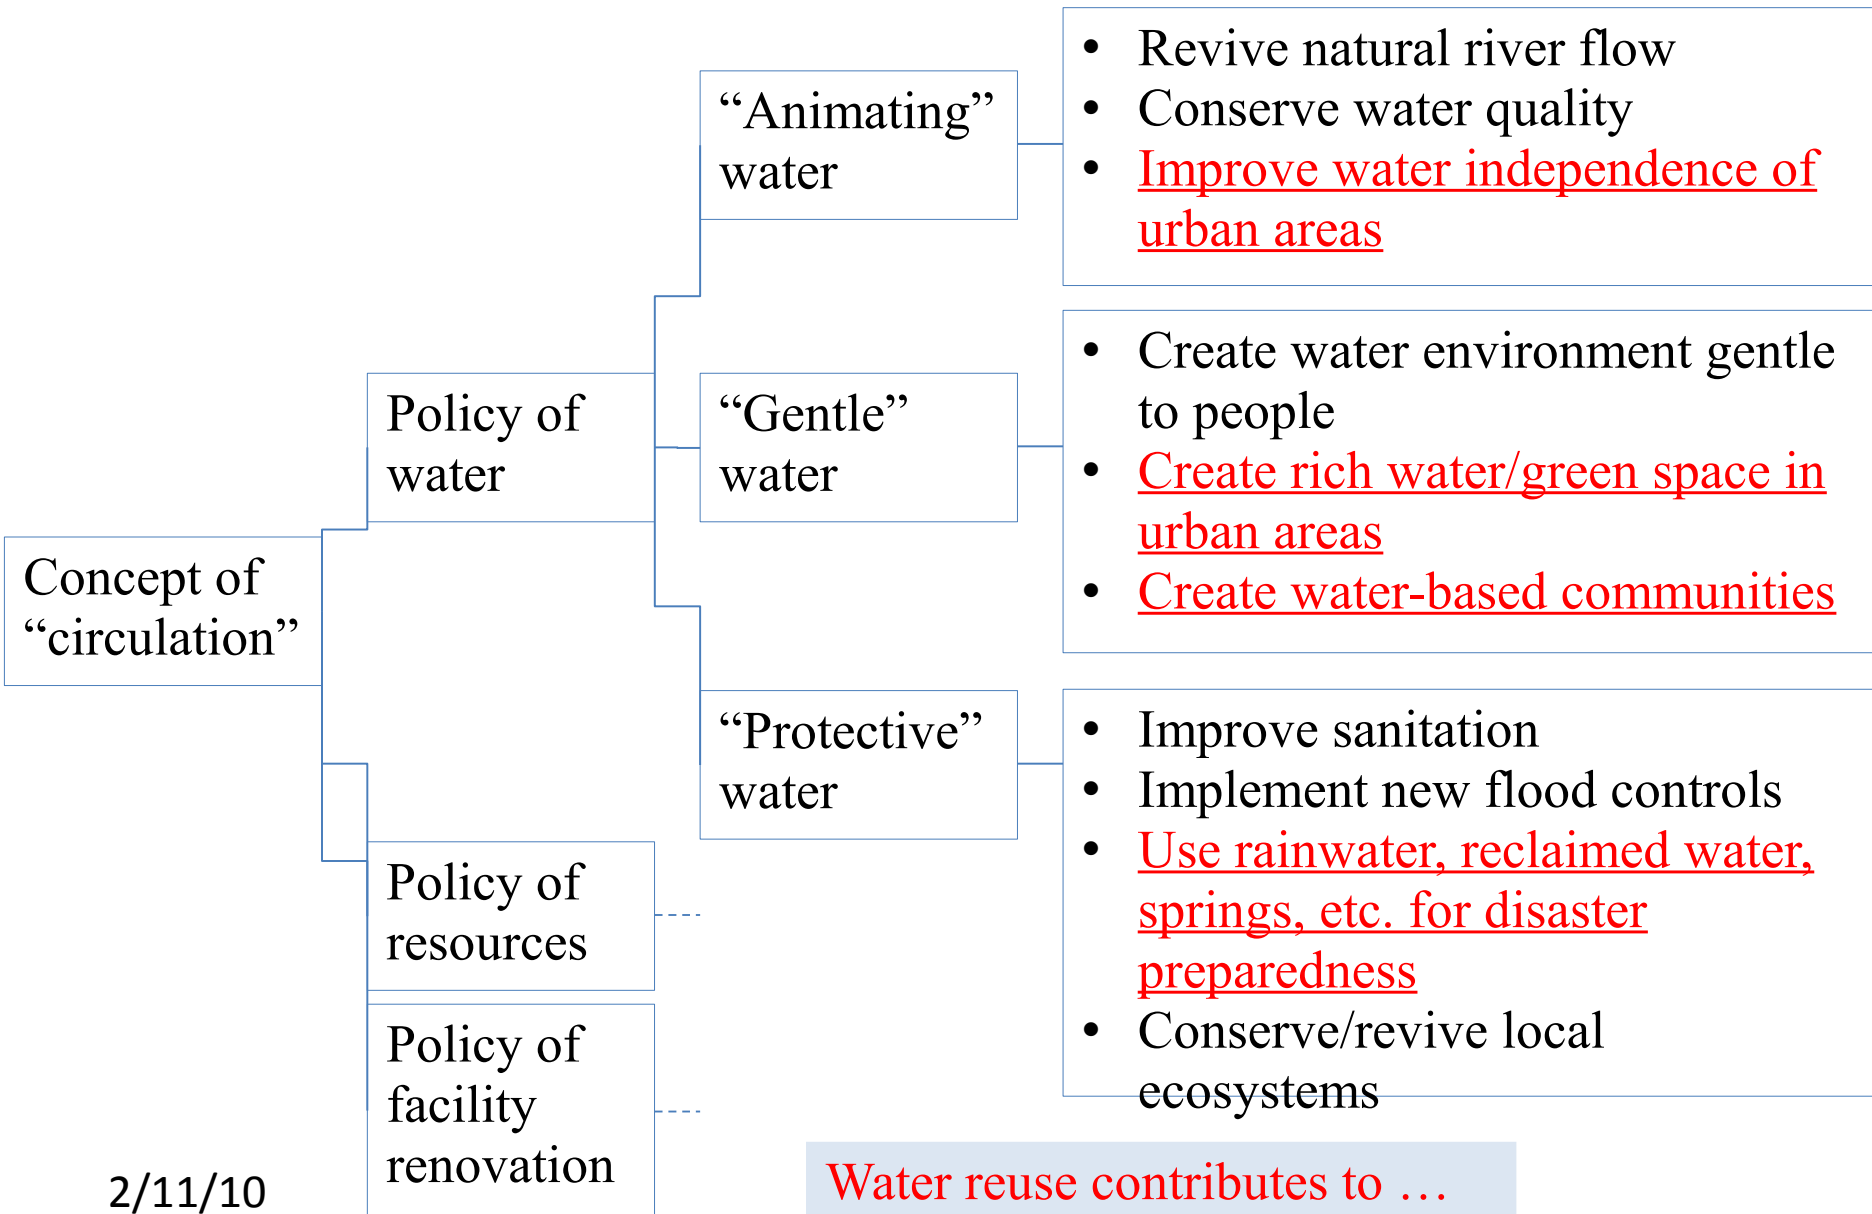 Concept of
“circulation”
Policy of
water
“Animating”
water
• Revive natural river flow
• Conserve water quality
• Improve water independence of
urban areas
“Gentle”
water
• Create water environment gentle
to people
• Create rich water/green space in
urban areas
• Create water-based communities
“Protective”
water
• Improve sanitation
• Implement new flood controls
• Use rainwater, reclaimed water,
springs, etc. for disaster
preparedness
• Conserve/revive local
ecosystems
Policy of
resources
Policy of
facility
renovation
Water reuse contributes to …
2/11/10